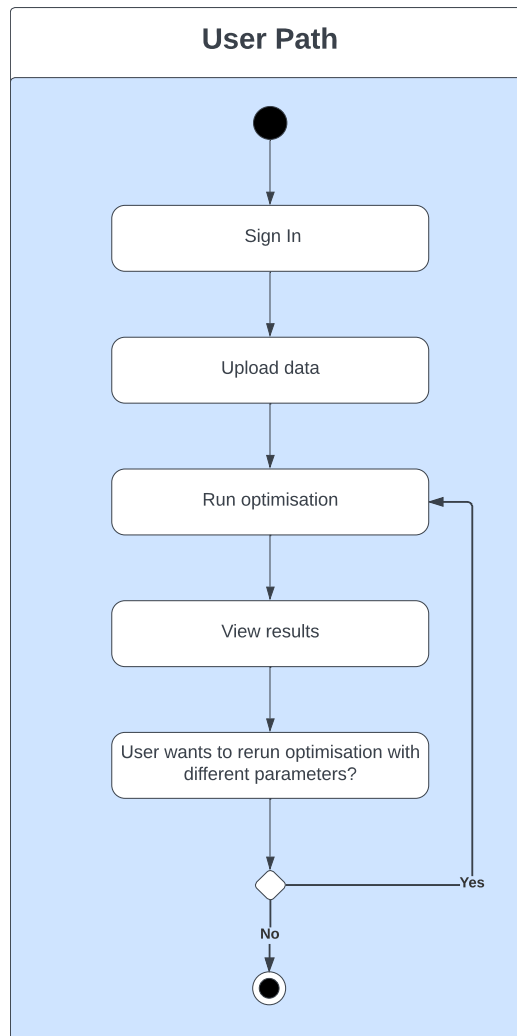 User Path
Sign In
Upload data
Run optimisation
View results
User wants to rerun optimisation with
different parameters?
Yes
No